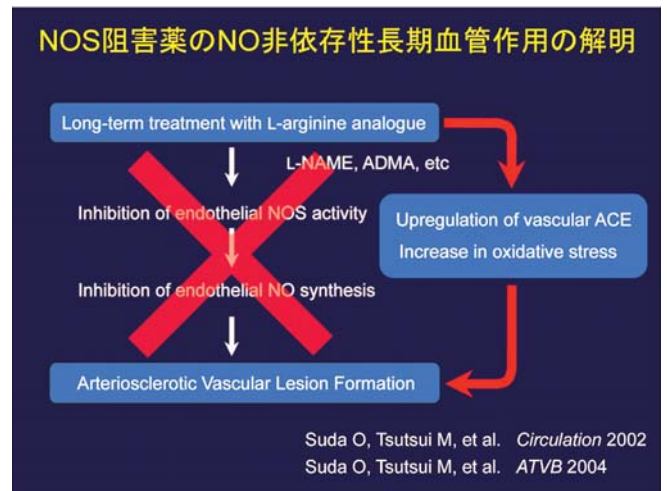 NOS阻害薬のNO非依存性長期血管作用の解明
Long-term treatment with L-arginine analogue
L-NAME, ADMA, etc
Inhibition of endothelial NOS activity
Upregulation of vascular ACE
Increase in oxidative stress
Inhibition of endothelial NO synthesis
Arteriosclerotic Vascular Lesion Formation
Suda O, Tsutsui M, et al. Circulation 2002
Suda O, Tsutsui M, et al. ATVB 2004